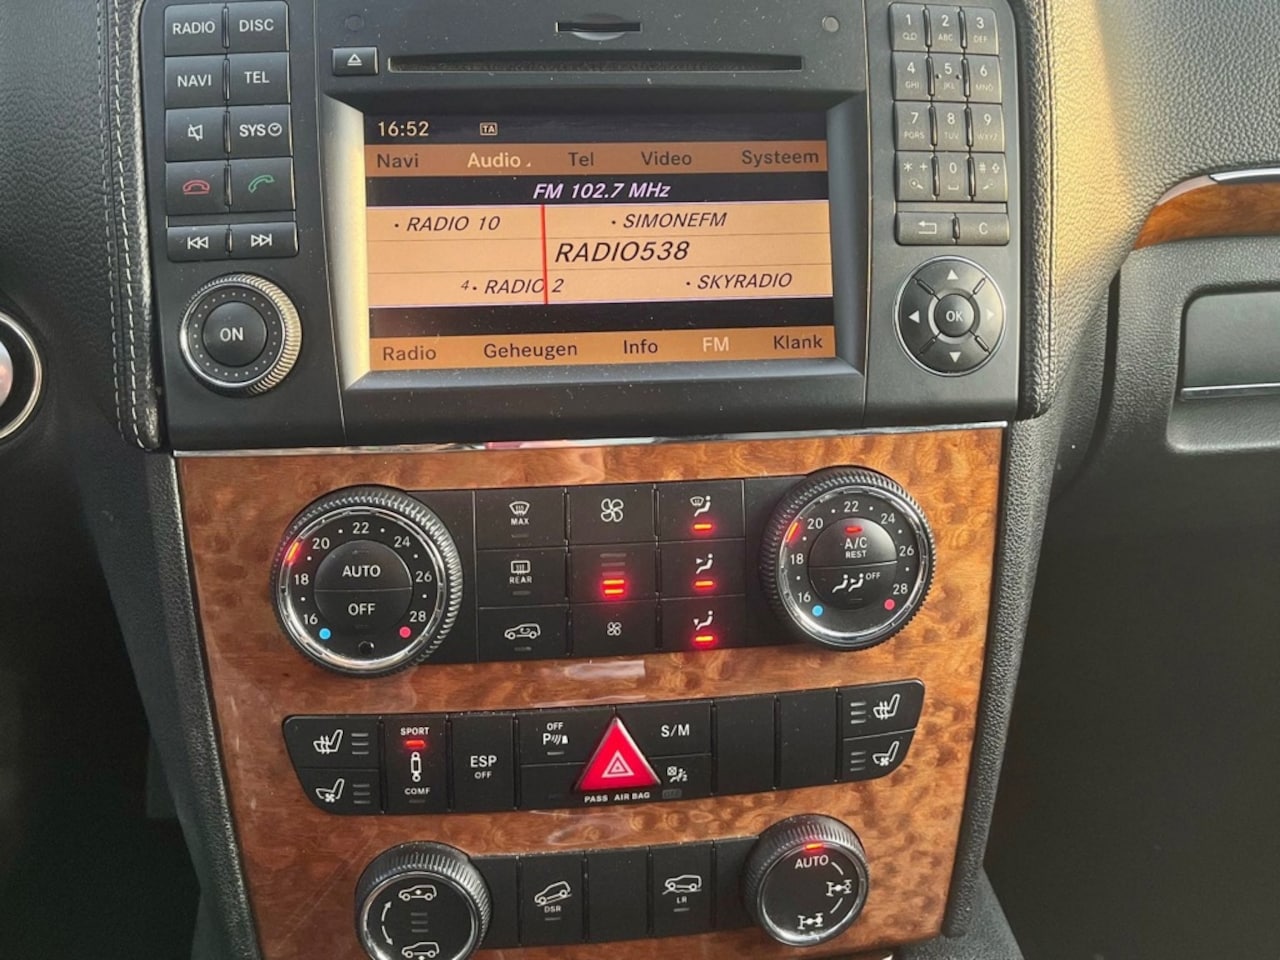 RADIO DISC
NAVI TEL
SYS
ON
16:52 TA
Navi Audio Tel Video Systeem
FM 102.7 MHz
• RADIO 10 • SIMONEFM
RADIO538
4 • RADIO 2 • SKYRADIO
Radio Geheugen Info FM Klank
1 2 ABC 3 DEF
4 GHI 5 JKL 6 MNO
7 PQRS 8 TUV 9 WXYZ
* + 0 #
C
OK
16 18 20 22 24 26 28
AUTO
OFF
MAX
REAR
16 18 20 22 24 26 28
A/C
REST
OFF
SPORT
COMF
ESP
OFF
OFF
P
S/M
PASS AIR BAG OFF
DSR
LR
AUTO